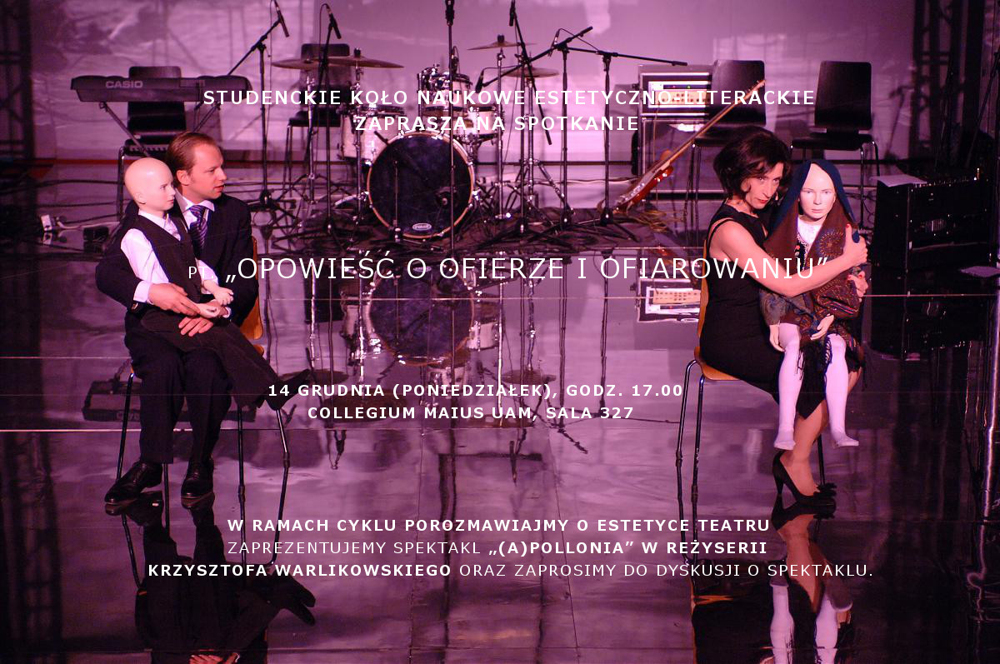 CASIO
STUDENCKIE KOŁO NAUKOWE ESTETYCZNO-LITERACKIE
ZAPRASZA NA SPOTKANIE
PT. „OPOWIEŚĆ O OFIERZE I OFIAROWANIU”
14 GRUDNIA (PONIEDZIAŁEK), GODZ. 17.00
COLLEGIUM MAIUS UAM, SALA 327
W RAMACH CYKLU POROZMAWIAJMY O ESTETYCE TEATRU
ZAPREZENTUJEMY SPEKTAKL „(A)POLLONIA” W REŻYSERII
KRZYSZTOFA WARLIKOWSKIEGO ORAZ ZAPROSIMY DO DYSKUSJI O SPEKTAKLU.